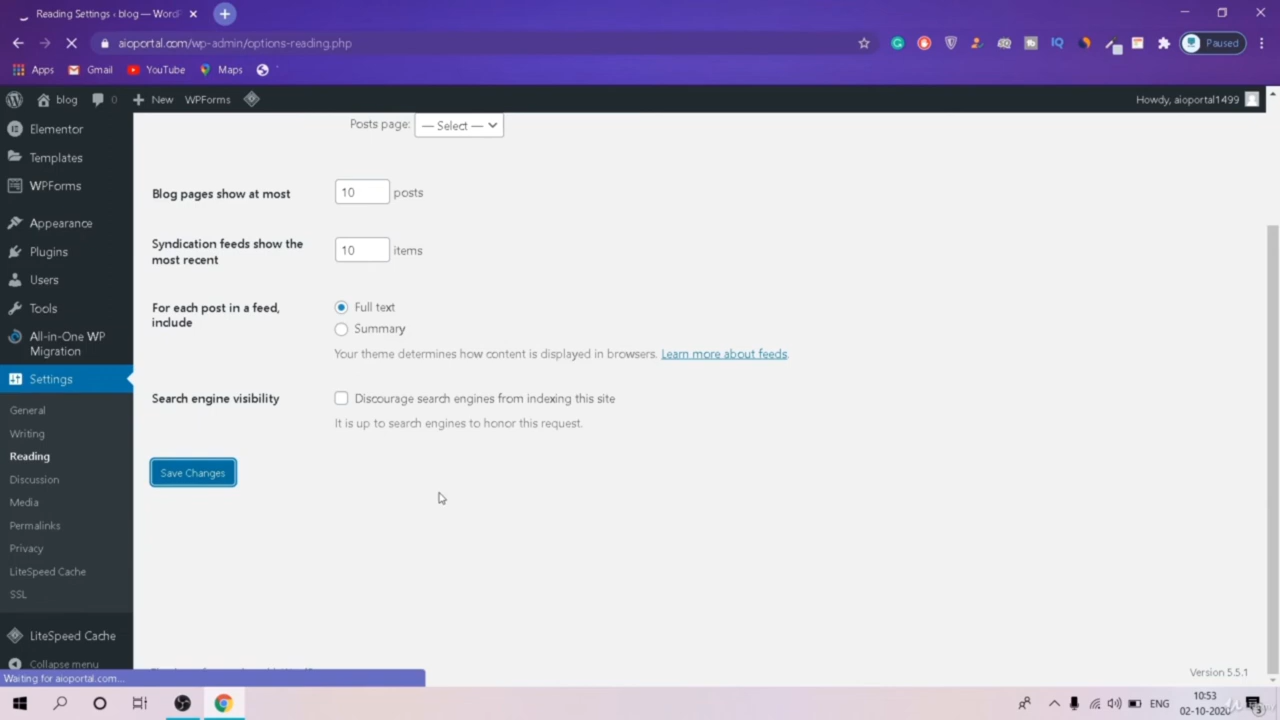 Reading Settings ‹ blog — Word
aioportal.com/wp-admin/options-reading.php
Paused
Apps
Gmail
YouTube
Maps
blog
0
New
WPForms
Howdy, aioportal1499
Elementor
Templates
WPForms
Appearance
Plugins
Users
Tools
All-in-One WP
Migration
Settings
General
Writing
Reading
Discussion
Media
Permalinks
Privacy
LiteSpeed Cache
SSL
LiteSpeed Cache
Collapse menu
Posts page:
— Select —
Blog pages show at most
10
posts
Syndication feeds show the
most recent
10
items
For each post in a feed,
include
Full text
Summary
Your theme determines how content is displayed in browsers. Learn more about feeds.
Search engine visibility
Discourage search engines from indexing this site
It is up to search engines to honor this request.
Save Changes
Version 5.5.1
Waiting for aioportal.com...
ENG
10:53
02-10-2020
3